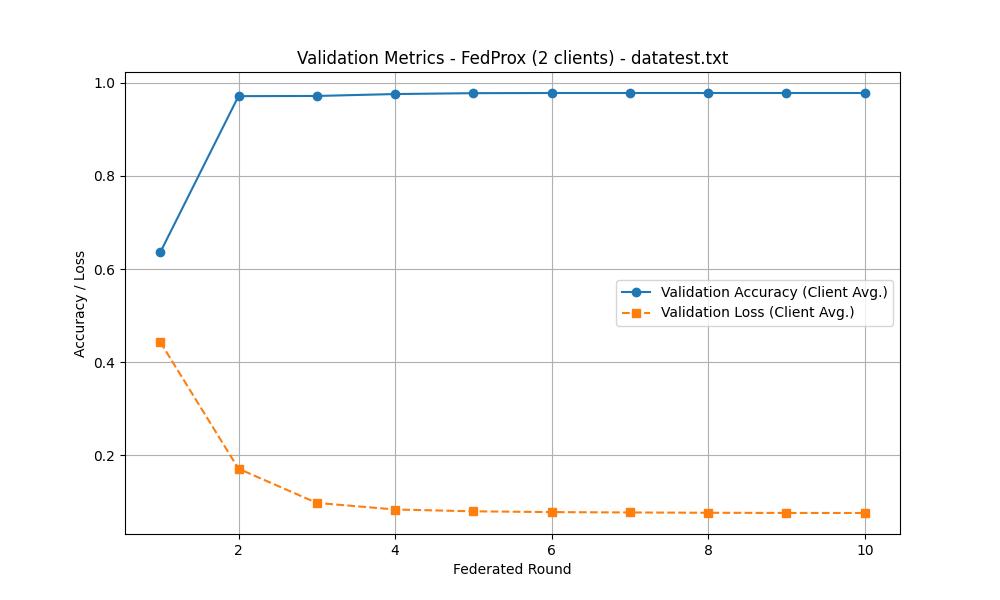 Validation Metrics - FedProx (2 clients) - datatest.txt
1.0
0.8
0.6
0.4
0.2
Accuracy / Loss
Validation Accuracy (Client Avg.)
Validation Loss (Client Avg.)
2 4 6 8 10
Federated Round